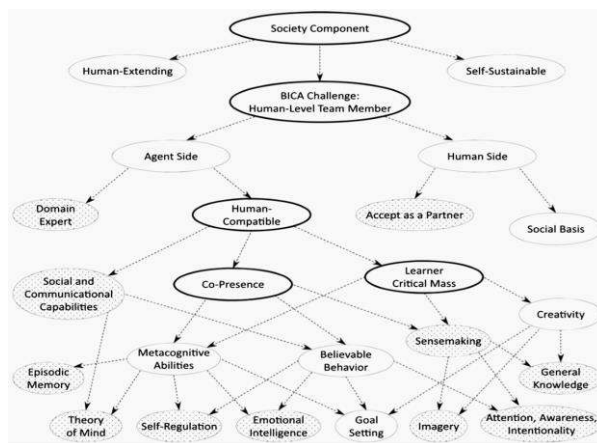 Society Component
Human-Extending
Self-Sustainable
BICA Challenge:
Human-Level Team Member
Agent Side
Human Side
Domain
Expert
Human-
Compatible
Accept as a Partner
Social Basis
Social and
Communicational
Capabilities
Co-Presence
Learner
Critical Mass
Creativity
Sensemaking
Metacognitive
Abilities
Believable
Behavior
Episodic
Memory
General
Knowledge
Theory
of Mind
Self-Regulation
Emotional
Intelligence
Goal
Setting
Imagery
Attention, Awareness,
Intentionality